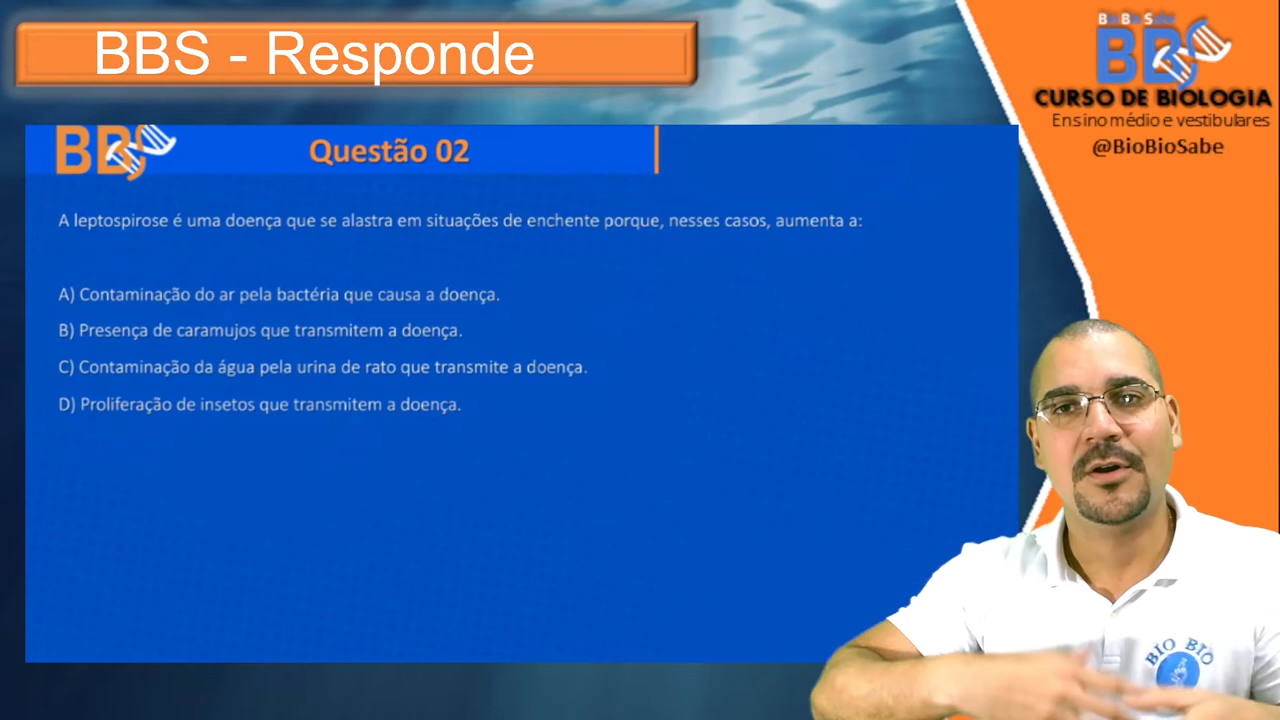 BBS - Responde
Bio Bio Sabe
BBS
CURSO DE BIOLOGIA
Ensino médio e vestibulares
@BioBioSabe
BBS
Questão 02
A leptospirose é uma doença que se alastra em situações de enchente porque, nesses casos, aumenta a:
A) Contaminação do ar pela bactéria que causa a doença.
B) Presença de caramujos que transmitem a doença.
C) Contaminação da água pela urina de rato que transmite a doença.
D) Proliferação de insetos que transmitem a doença.
BIO BIO